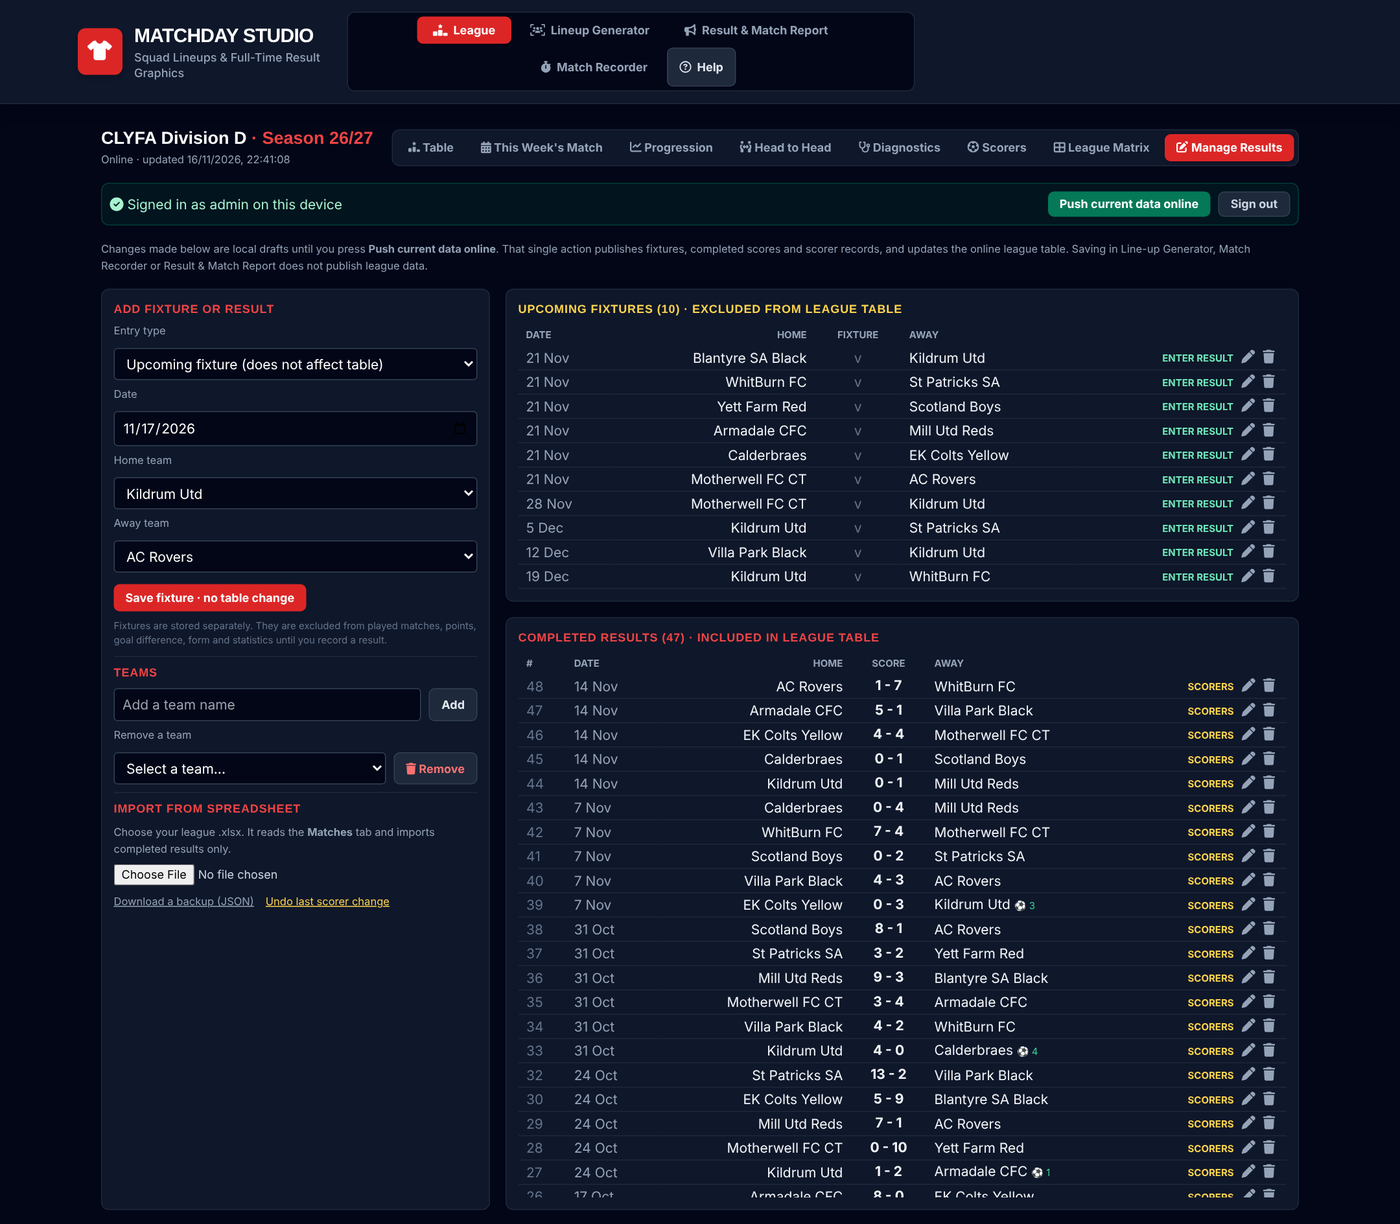 MATCHDAY STUDIO
Squad Lineups & Full-Time Result
Graphics
League
Lineup Generator
Result & Match Report
Match Recorder
Help
CLYFA Division D · Season 26/27
Online · updated 16/11/2026, 22:41:08
Table
This Week's Match
Progression
Head to Head
Diagnostics
Scorers
League Matrix
Manage Results
Signed in as admin on this device
Push current data online
Sign out
Changes made below are local drafts until you press Push current data online. That single action publishes fixtures, completed scores and scorer records, and updates the online league table. Saving in Line-up Generator, Match
Recorder or Result & Match Report does not publish league data.
ADD FIXTURE OR RESULT
Entry type
Upcoming fixture (does not affect table)
Date
11/17/2026
Home team
Kildrum Utd
Away team
AC Rovers
Save fixture · no table change
Fixtures are stored separately. They are excluded from played matches, points,
goal difference, form and statistics until you record a result.
TEAMS
Add a team name
Add
Remove a team
Select a team...
Remove
IMPORT FROM SPREADSHEET
Choose your league .xlsx. It reads the Matches tab and imports
completed results only.
Choose File No file chosen
Download a backup (JSON) Undo last scorer change
UPCOMING FIXTURES (10) · EXCLUDED FROM LEAGUE TABLE
DATE HOME FIXTURE AWAY
21 Nov Blantyre SA Black v Kildrum Utd ENTER RESULT
21 Nov WhitBurn FC v St Patricks SA ENTER RESULT
21 Nov Yett Farm Red v Scotland Boys ENTER RESULT
21 Nov Armadale CFC v Mill Utd Reds ENTER RESULT
21 Nov Calderbraes v EK Colts Yellow ENTER RESULT
21 Nov Motherwell FC CT v AC Rovers ENTER RESULT
28 Nov Motherwell FC CT v Kildrum Utd ENTER RESULT
5 Dec Kildrum Utd v St Patricks SA ENTER RESULT
12 Dec Villa Park Black v Kildrum Utd ENTER RESULT
19 Dec Kildrum Utd v WhitBurn FC ENTER RESULT
COMPLETED RESULTS (47) · INCLUDED IN LEAGUE TABLE
# DATE HOME SCORE AWAY
48 14 Nov AC Rovers 1 - 7 WhitBurn FC SCORERS
47 14 Nov Armadale CFC 5 - 1 Villa Park Black SCORERS
46 14 Nov EK Colts Yellow 4 - 4 Motherwell FC CT SCORERS
45 14 Nov Calderbraes 0 - 1 Scotland Boys SCORERS
44 14 Nov Kildrum Utd 0 - 1 Mill Utd Reds SCORERS
43 7 Nov Calderbraes 0 - 4 Mill Utd Reds SCORERS
42 7 Nov WhitBurn FC 7 - 4 Motherwell FC CT SCORERS
41 7 Nov Scotland Boys 0 - 2 St Patricks SA SCORERS
40 7 Nov Villa Park Black 4 - 3 AC Rovers SCORERS
39 7 Nov EK Colts Yellow 0 - 3 Kildrum Utd ⚽ 3 SCORERS
38 31 Oct Scotland Boys 8 - 1 AC Rovers SCORERS
37 31 Oct St Patricks SA 3 - 2 Yett Farm Red SCORERS
36 31 Oct Mill Utd Reds 9 - 3 Blantyre SA Black SCORERS
35 31 Oct Motherwell FC CT 3 - 4 Armadale CFC SCORERS
34 31 Oct Villa Park Black 4 - 2 WhitBurn FC SCORERS
33 31 Oct Kildrum Utd 4 - 0 Calderbraes ⚽ 4 SCORERS
32 24 Oct St Patricks SA 13 - 2 Villa Park Black SCORERS
30 24 Oct EK Colts Yellow 5 - 9 Blantyre SA Black SCORERS
29 24 Oct Mill Utd Reds 7 - 1 AC Rovers SCORERS
28 24 Oct Motherwell FC CT 0 - 10 Yett Farm Red SCORERS
27 24 Oct Kildrum Utd 1 - 2 Armadale CFC ⚽ 1 SCORERS
26 17 Oct Armadale CFC 8 - 0 EK Colts Yellow SCORERS